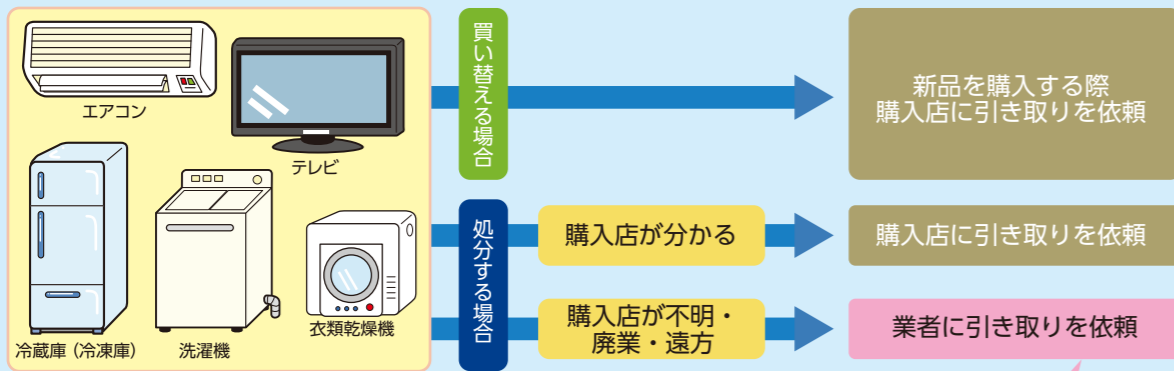 エアコン
テレビ
冷蔵庫（冷凍庫）
洗濯機
衣類乾燥機
買い替える場合
新品を購入する際
購入店に引き取りを依頼
処分する場合
購入店が分かる
購入店に引き取りを依頼
購入店が不明・
廃業・遠方
業者に引き取りを依頼